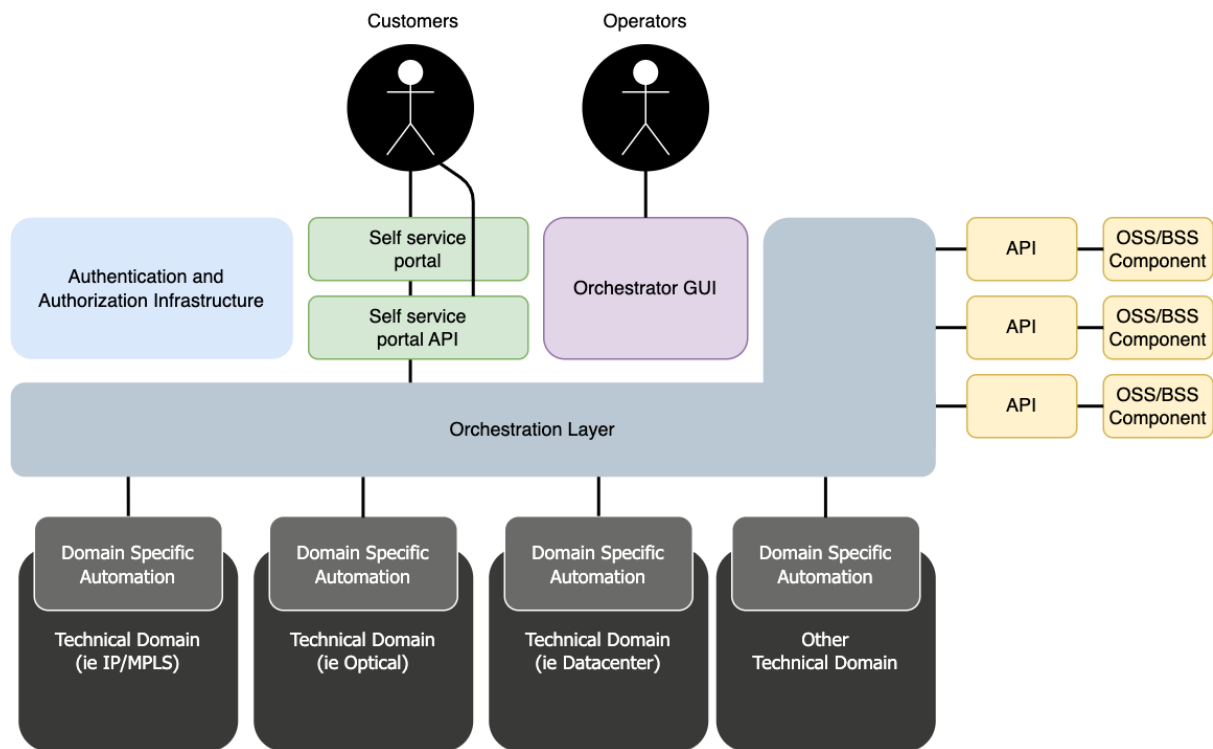 Customers
Operators
Authentication and
Authorization Infrastructure
Self service
portal
Self service
portal API
Orchestrator GUI
API
OSS/BSS
Component
API
OSS/BSS
Component
API
OSS/BSS
Component
Orchestration Layer
Domain Specific
Automation
Technical Domain
(ie IP/MPLS)
Domain Specific
Automation
Technical Domain
(ie Optical)
Domain Specific
Automation
Technical Domain
(ie Datacenter)
Domain Specific
Automation
Other
Technical Domain